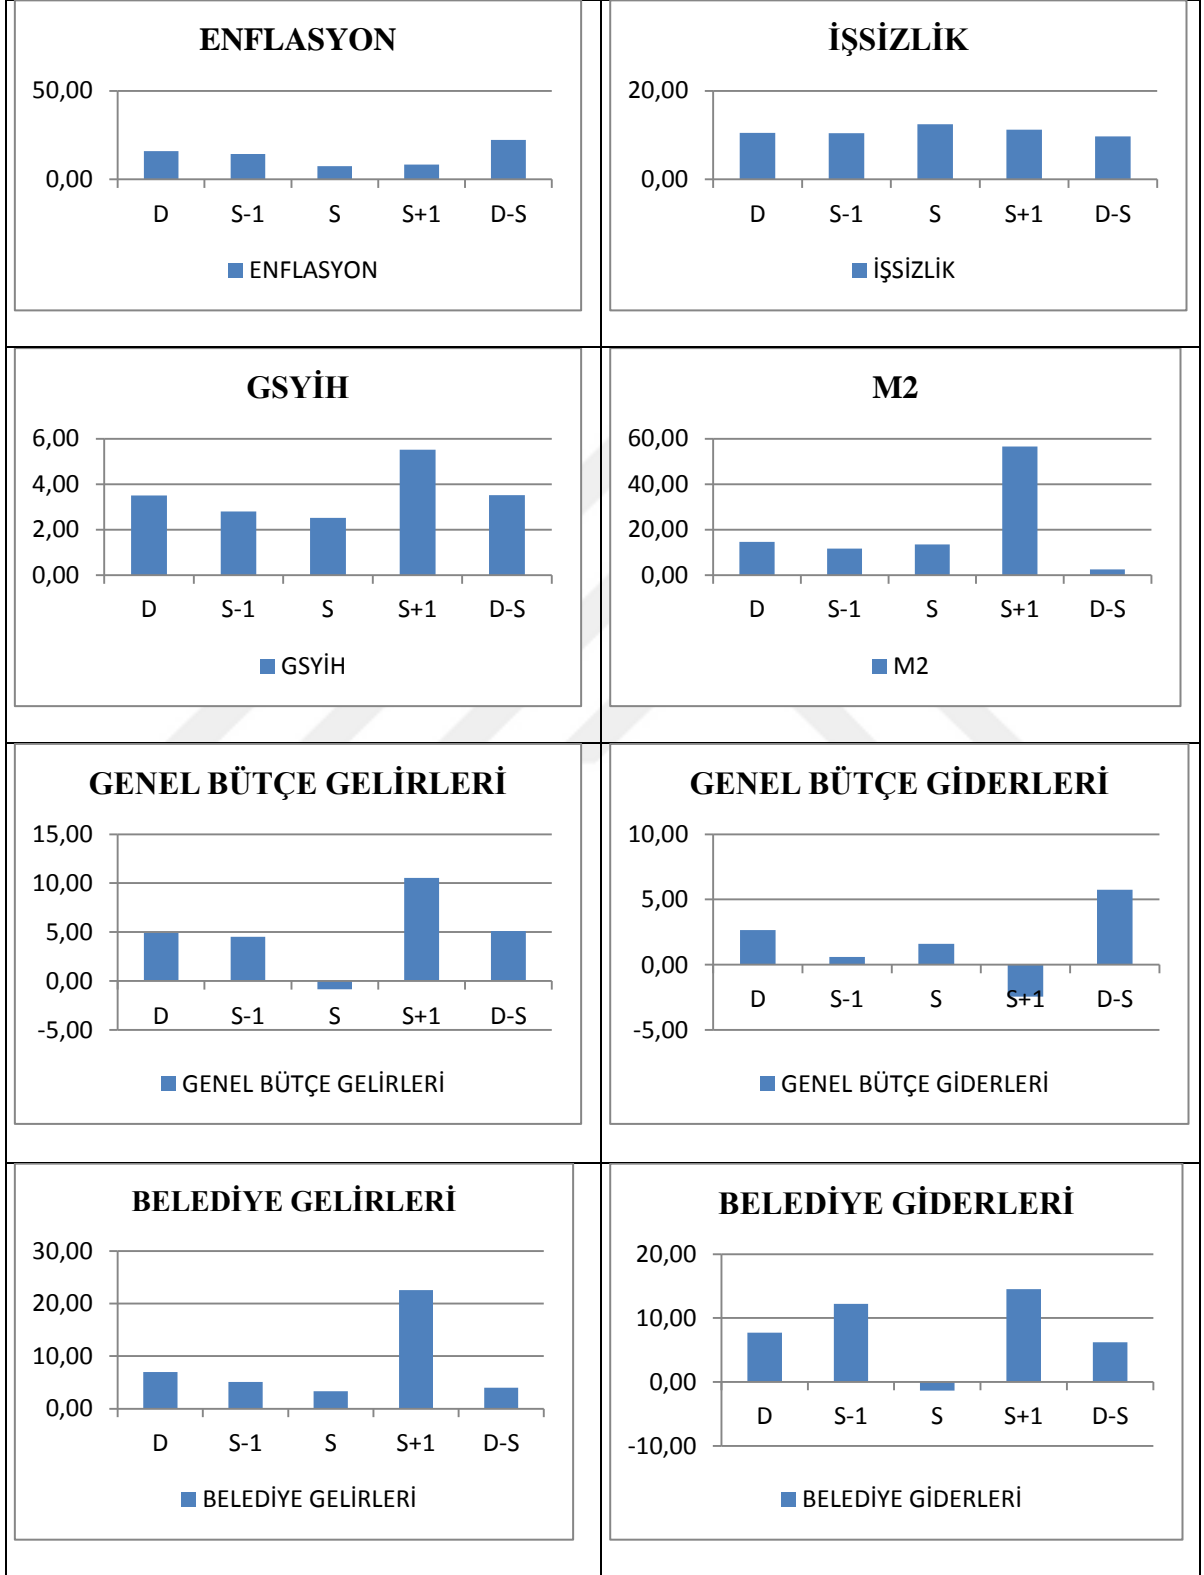 ENFLASYON
50,00
0,00
D S-1 S S+1 D-S
ENFLASYON
İŞSİZLİK
20,00
0,00
D S-1 S S+1 D-S
İŞSİZLİK
GSYİH
6,00
4,00
2,00
0,00
D S-1 S S+1 D-S
GSYİH
M2
60,00
40,00
20,00
0,00
D S-1 S S+1 D-S
M2
GENEL BÜTÇE GELİRLERİ
15,00
10,00
5,00
0,00
-5,00
D S-1 S S+1 D-S
GENEL BÜTÇE GELİRLERİ
GENEL BÜTÇE GİDERLERİ
10,00
5,00
0,00
-5,00
D S-1 S S+1 D-S
GENEL BÜTÇE GİDERLERİ
BELEDİYE GELİRLERİ
30,00
20,00
10,00
0,00
D S-1 S S+1 D-S
BELEDİYE GELİRLERİ
BELEDİYE GİDERLERİ
20,00
10,00
0,00
-10,00
D S-1 S S+1 D-S
BELEDİYE GİDERLERİ